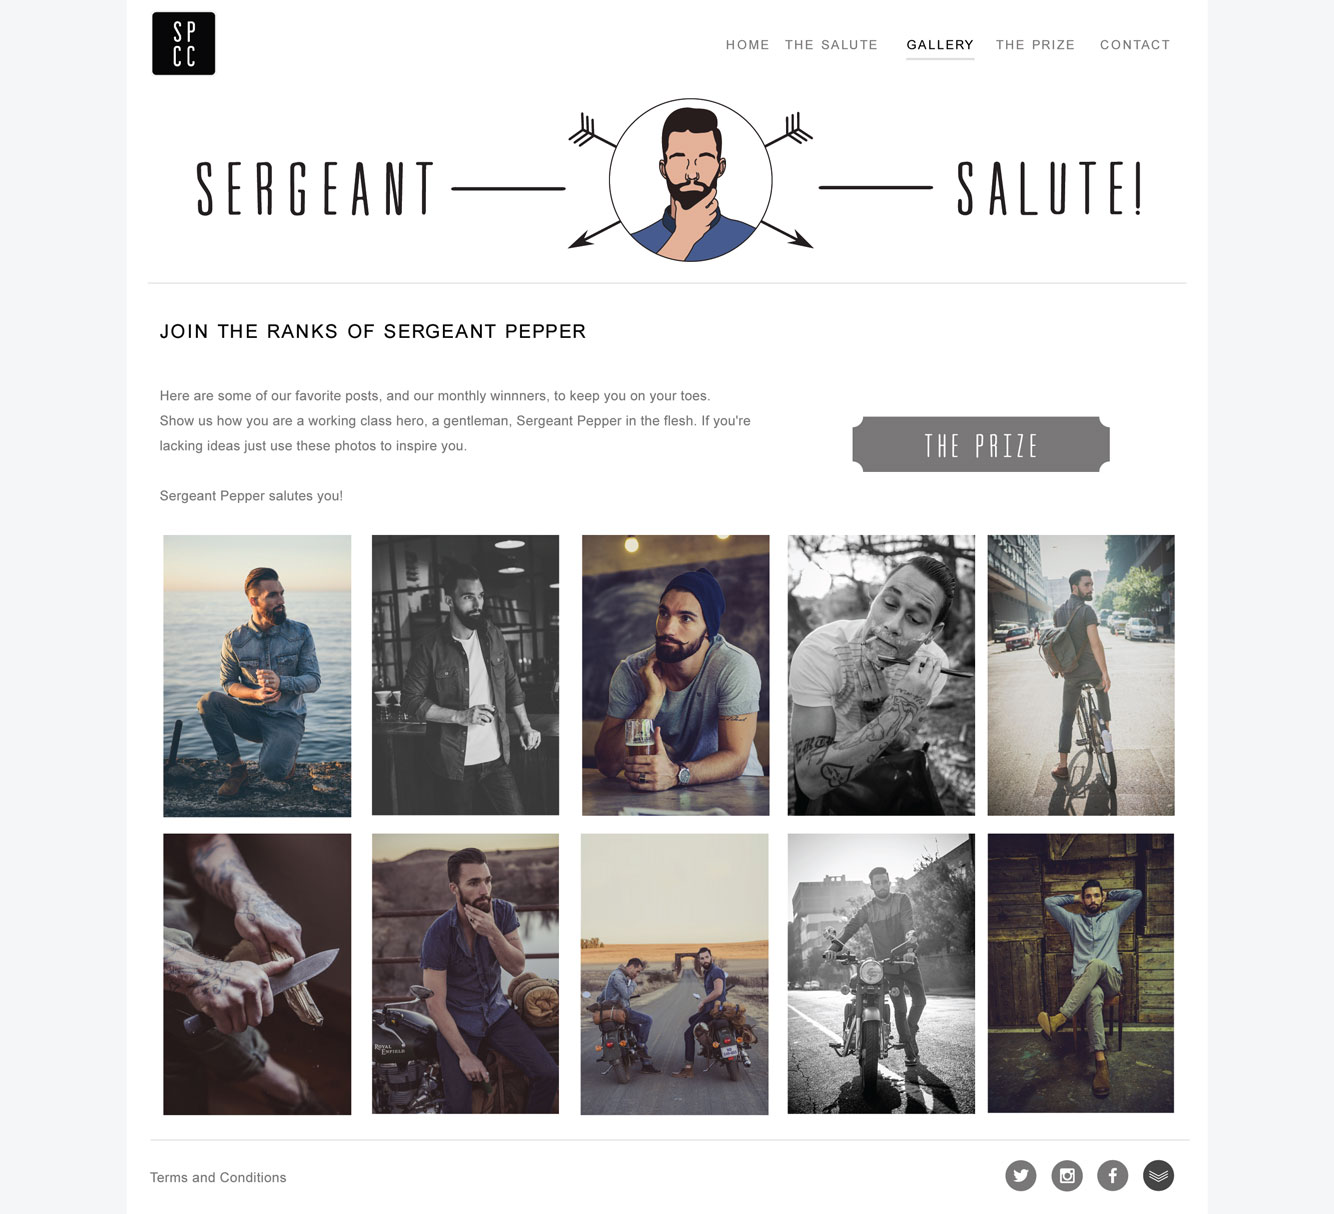 SP
CC
HOME THE SALUTE GALLERY THE PRIZE CONTACT
SERGEANT SALUTE!
JOIN THE RANKS OF SERGEANT PEPPER
Here are some of our favorite posts, and our monthly winnners, to keep you on your toes.
Show us how you are a working class hero, a gentleman, Sergeant Pepper in the flesh. If you're
lacking ideas just use these photos to inspire you.
THE PRIZE
Sergeant Pepper salutes you!
ROYAL
ENFIELD
Terms and Conditions